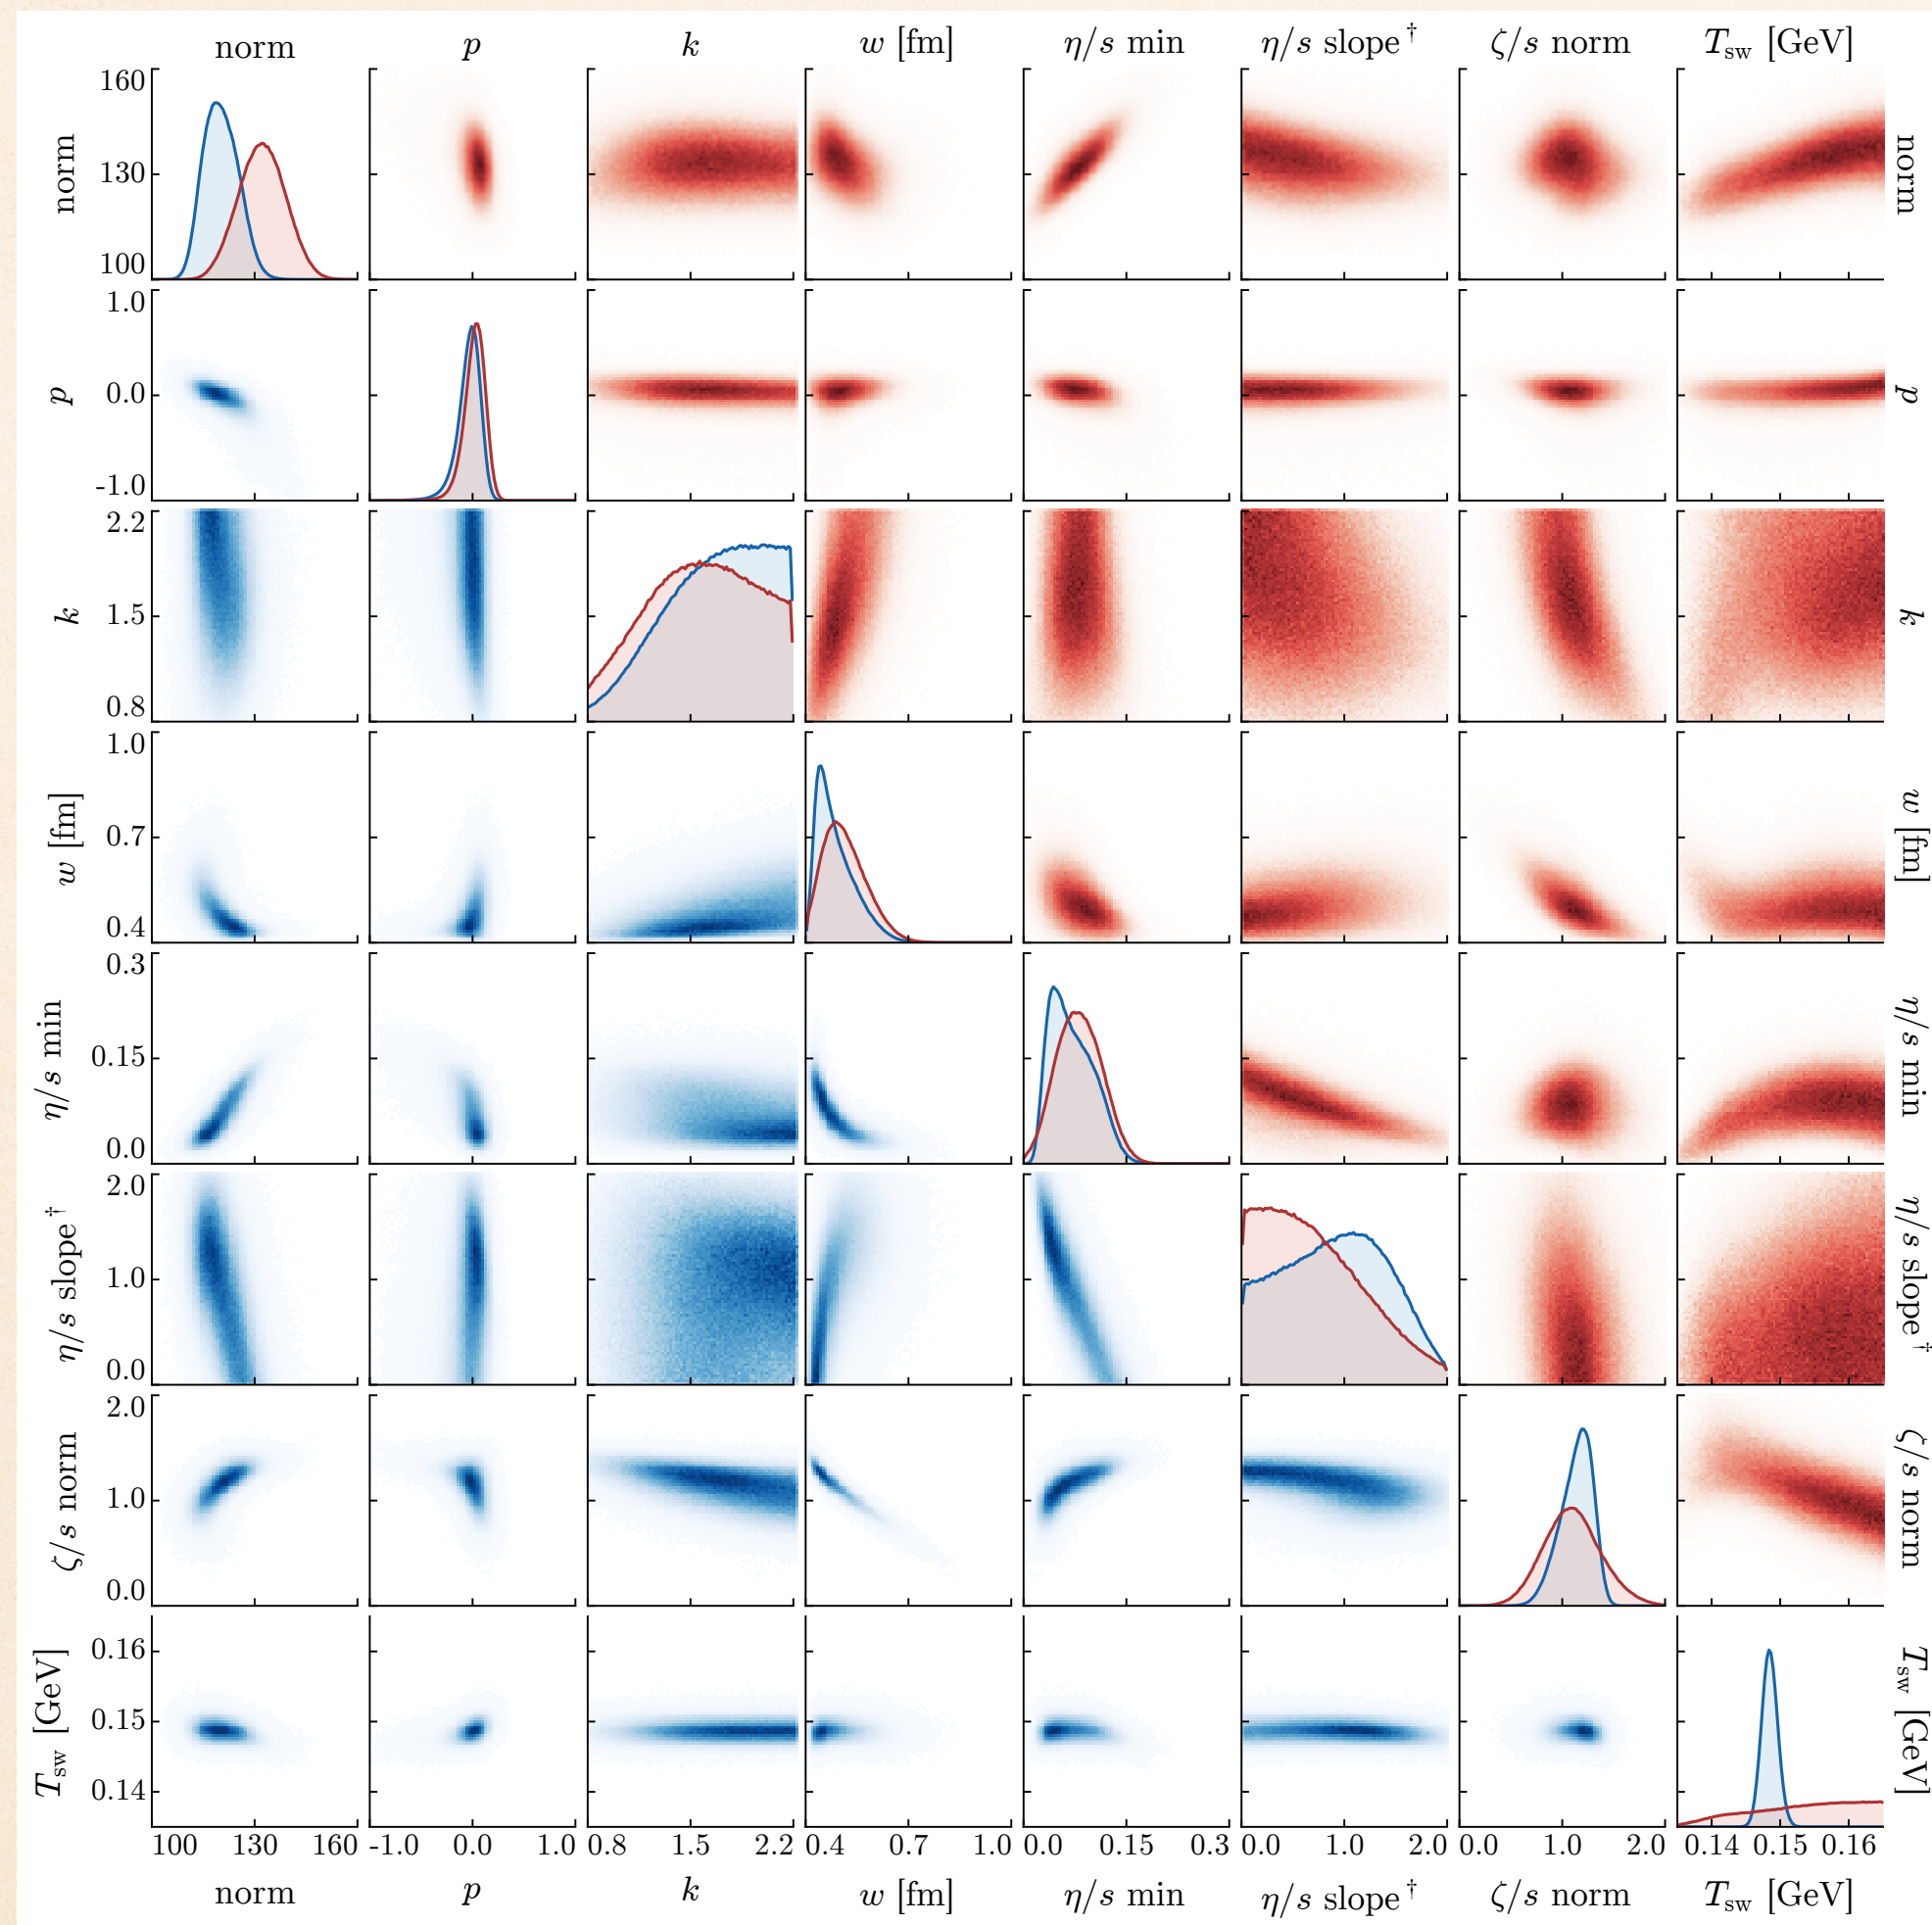 norm p k w [fm] η/s min η/s slope† ζ/s norm Tsw [GeV]
norm 160 130 100 norm
p 1.0 0.0 -1.0 p
k 2.2 1.5 0.8 k
w [fm] 1.0 0.7 0.4 w [fm]
η/s min 0.3 0.15 0.0 η/s min
η/s slope† 2.0 1.0 0.0 η/s slope†
ζ/s norm 2.0 1.0 0.0 ζ/s norm
Tsw [GeV] 0.16 0.15 0.14 Tsw [GeV]
100 130 160 -1.0 0.0 1.0 0.8 1.5 2.2 0.4 0.7 1.0 0.0 0.15 0.3 0.0 1.0 2.0 0.0 1.0 2.0 0.14 0.15 0.16
norm p k w [fm] η/s min η/s slope† ζ/s norm Tsw [GeV]